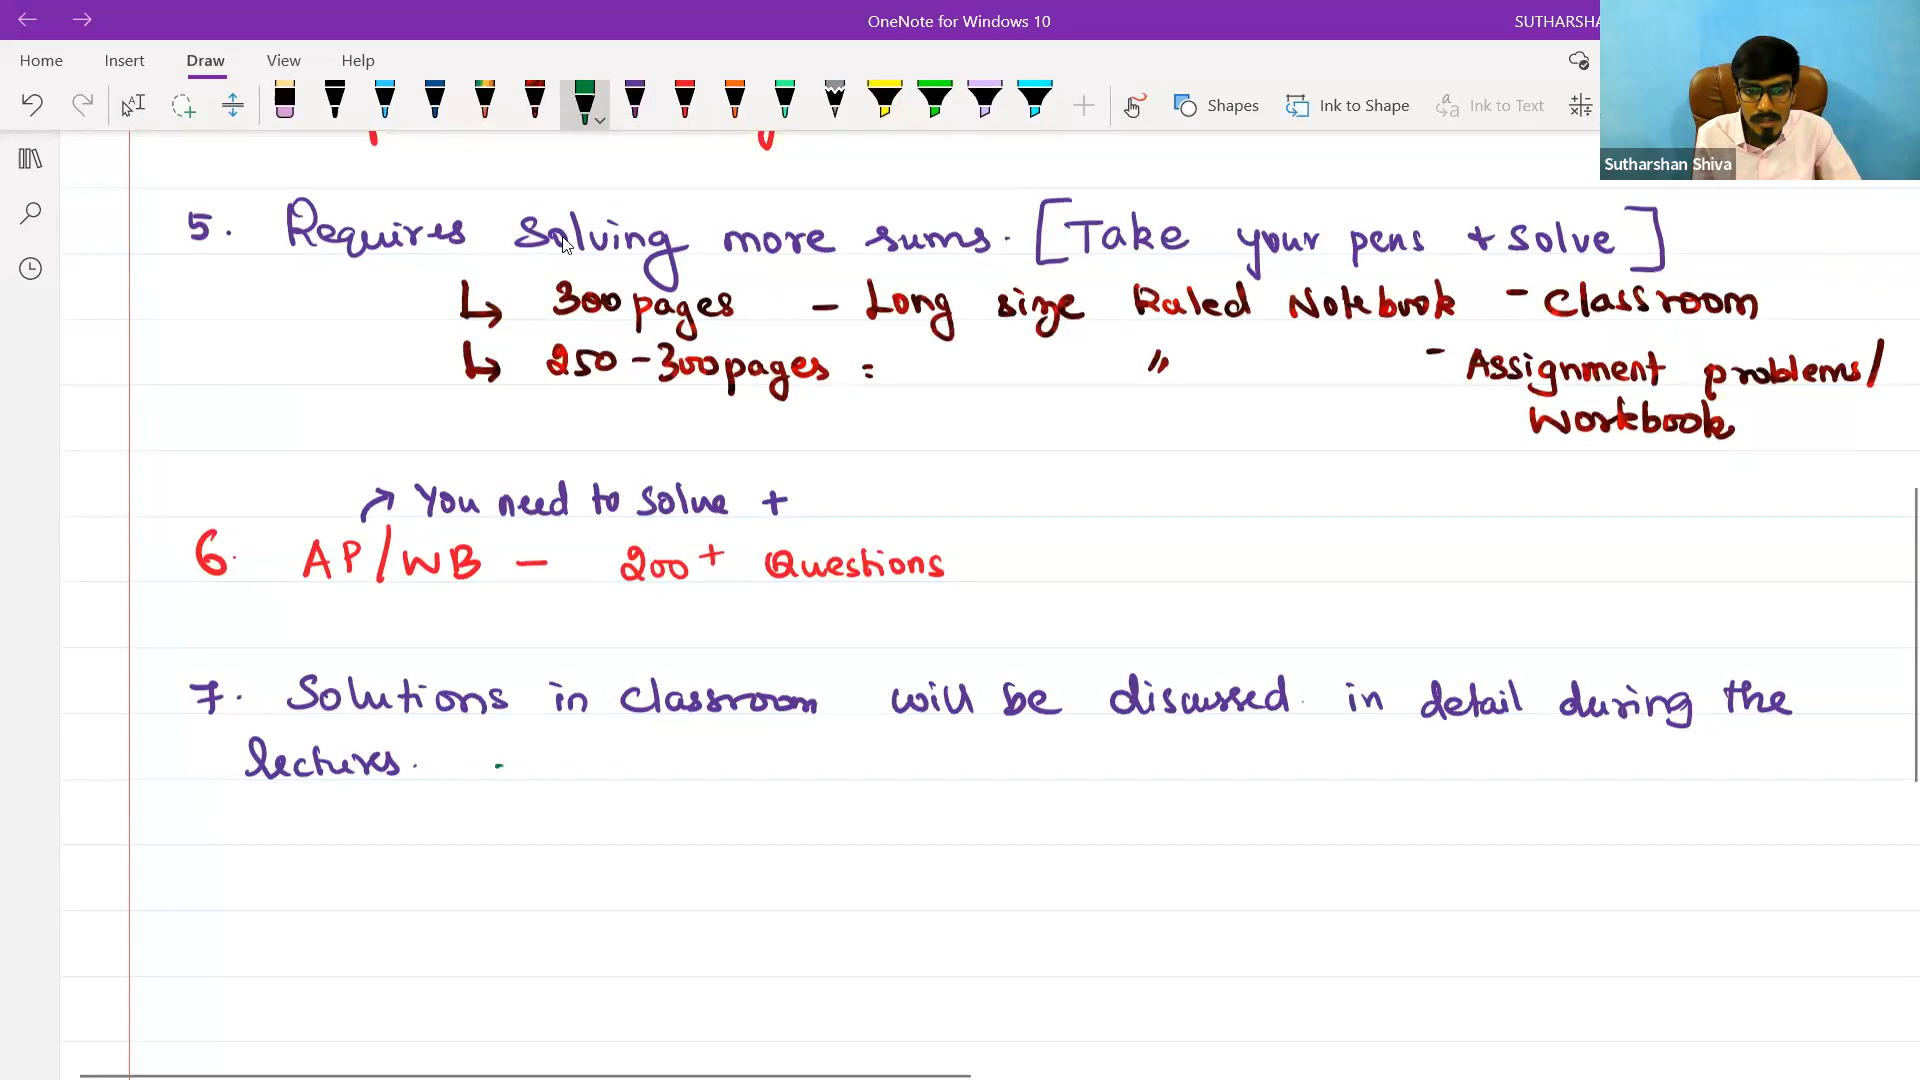 OneNote for Windows 10
SUTHARSHA
Home Insert Draw View Help
Shapes Ink to Shape Ink to Text
Sutharshan Shiva
5. Requires Solving more sums. [Take your pens + solve]
↳ 300 pages - Long size Ruled Notebook - Classroom
↳ 250-300 pages = " - Assignment problems/
Workbook
↗ You need to solve +
6. AP/WB - 200+ Questions
7. Solutions in classroom will be discussed in detail during the
lectures.